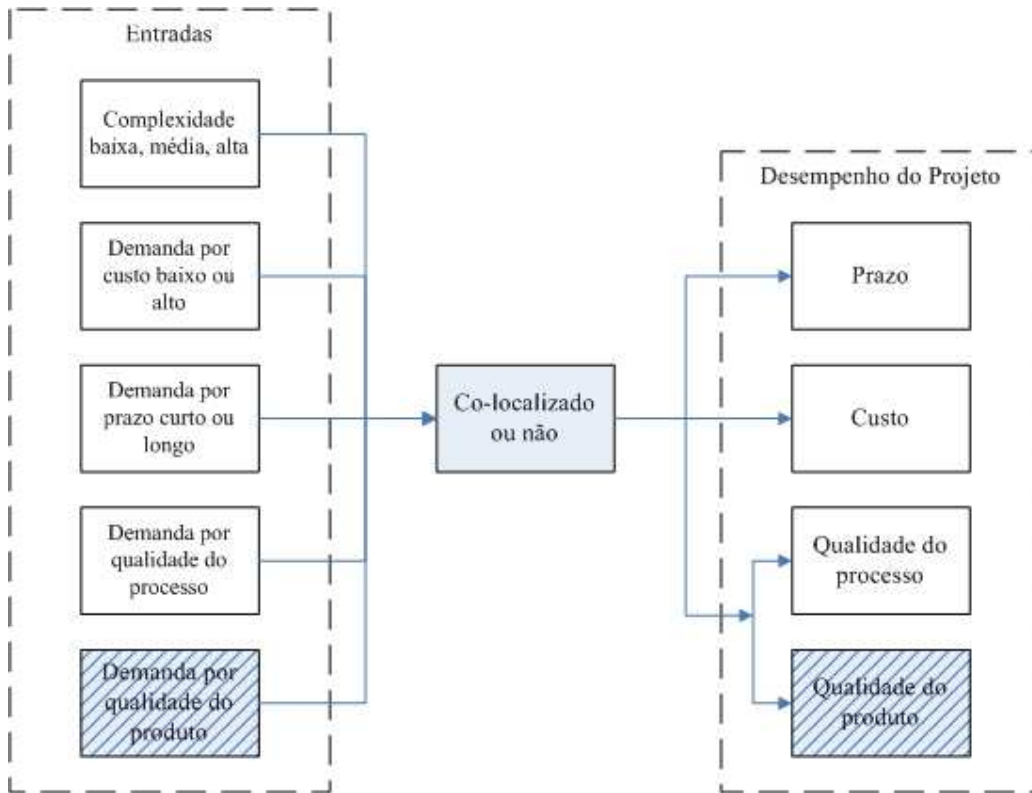 Entradas
Complexidade
baixa, média, alta
Demanda por
custo baixo ou
alto
Demanda por
prazo curto ou
longo
Demanda por
qualidade do
processo
Demanda por
qualidade do
produto
Co-localizado
ou não
Desempenho do Projeto
Prazo
Custo
Qualidade do
processo
Qualidade do
produto